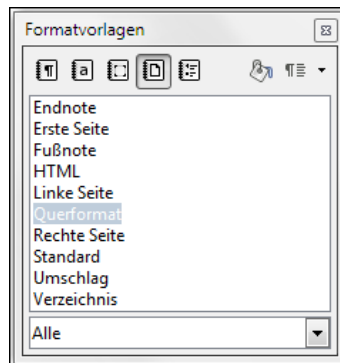 Formatvorlagen
Endnote
Erste Seite
Fußnote
HTML
Linke Seite
Querformat
Rechte Seite
Standard
Umschlag
Verzeichnis
Alle